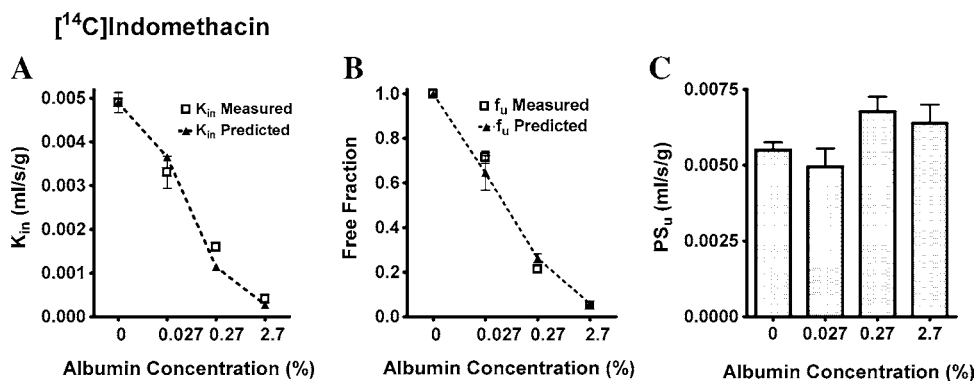 [¹⁴C]Indomethacin
A
Kᵢₙ (ml/s/g)
0.005
0.004
0.003
0.002
0.001
0.000
Kᵢₙ Measured
Kᵢₙ Predicted
0 0.027 0.27 2.7
Albumin Concentration (%)
B
Free Fraction
1.0
0.8
0.6
0.4
0.2
0.0
fᵤ Measured
fᵤ Predicted
0 0.027 0.27 2.7
Albumin Concentration (%)
C
PSᵤ (ml/s/g)
0.0075
0.0050
0.0025
0.0000
0 0.027 0.27 2.7
Albumin Concentration (%)